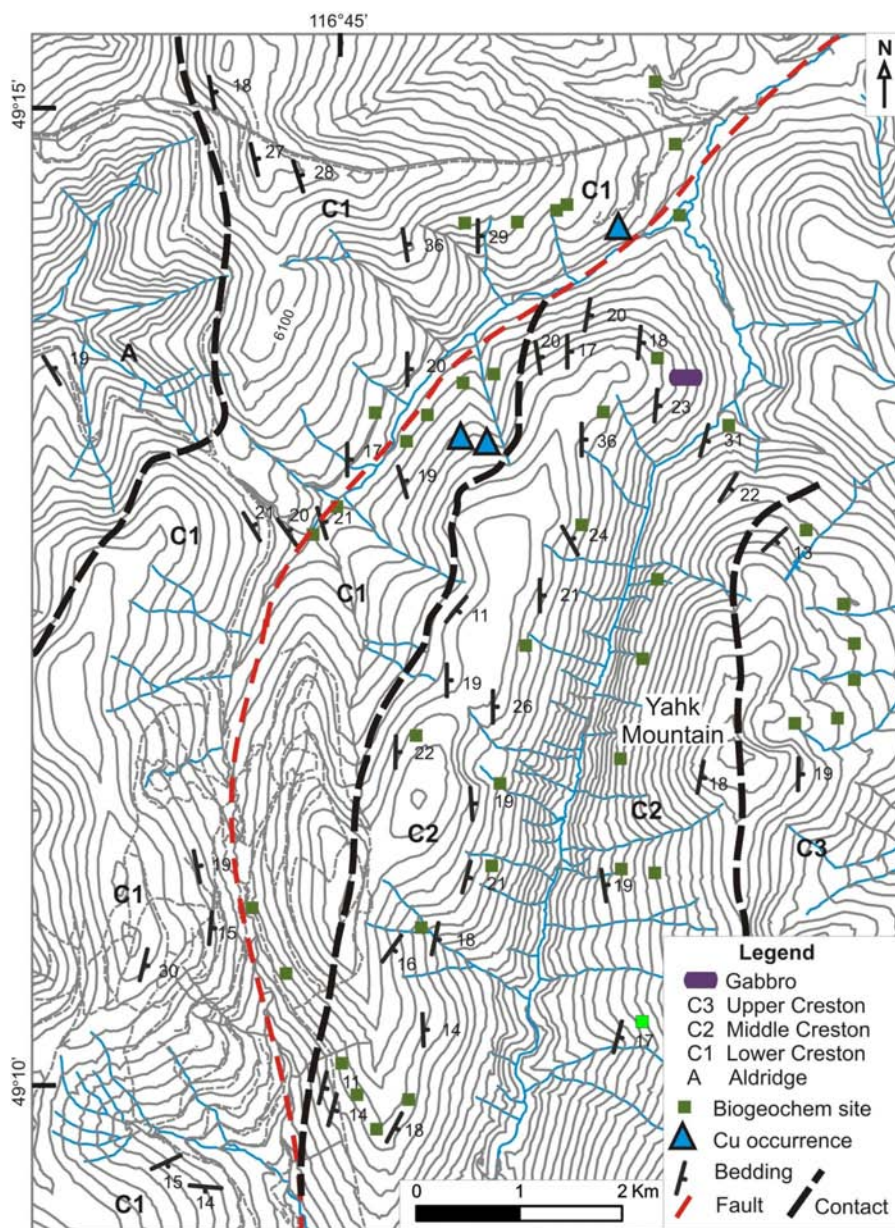 116°45'
N
49°15'
18
27
28
C1
C1
36
29
6100
20
19
A
20
20
17
18
23
17
19
36
31
22
21
20
21
24
13
C1
C1
11
21
19
26
Yahk
Mountain
22
18
19
19
C2
C2
C3
19
21
19
C1
15
18
16
30
14
17
49°10'
11
14
18
15
14
C1
0 1 2 Km
Legend
Gabbro
C3 Upper Creston
C2 Middle Creston
C1 Lower Creston
A Aldridge
Biogeochem site
Cu occurrence
Bedding
Fault
Contact